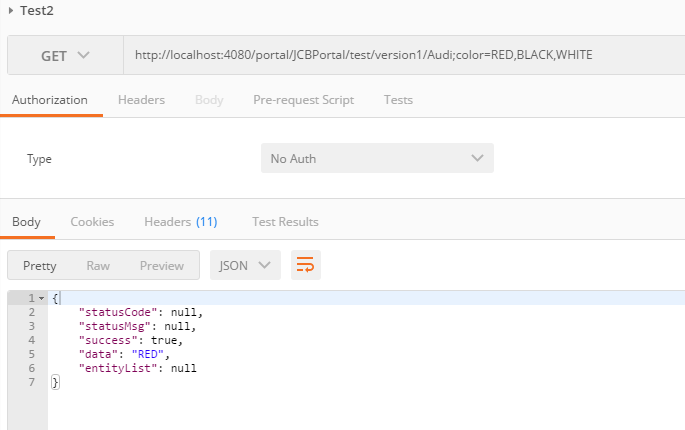 Test2
GET http://localhost:4080/portal/JCBPortal/test/version1/Audi;color=RED,BLACK,WHITE
Authorization Headers Body Pre-request Script Tests
Type No Auth
Body Cookies Headers (11) Test Results
Pretty Raw Preview JSON
1 {
2 "statusCode": null,
3 "statusMsg": null,
4 "success": true,
5 "data": "RED",
6 "entityList": null
7 }